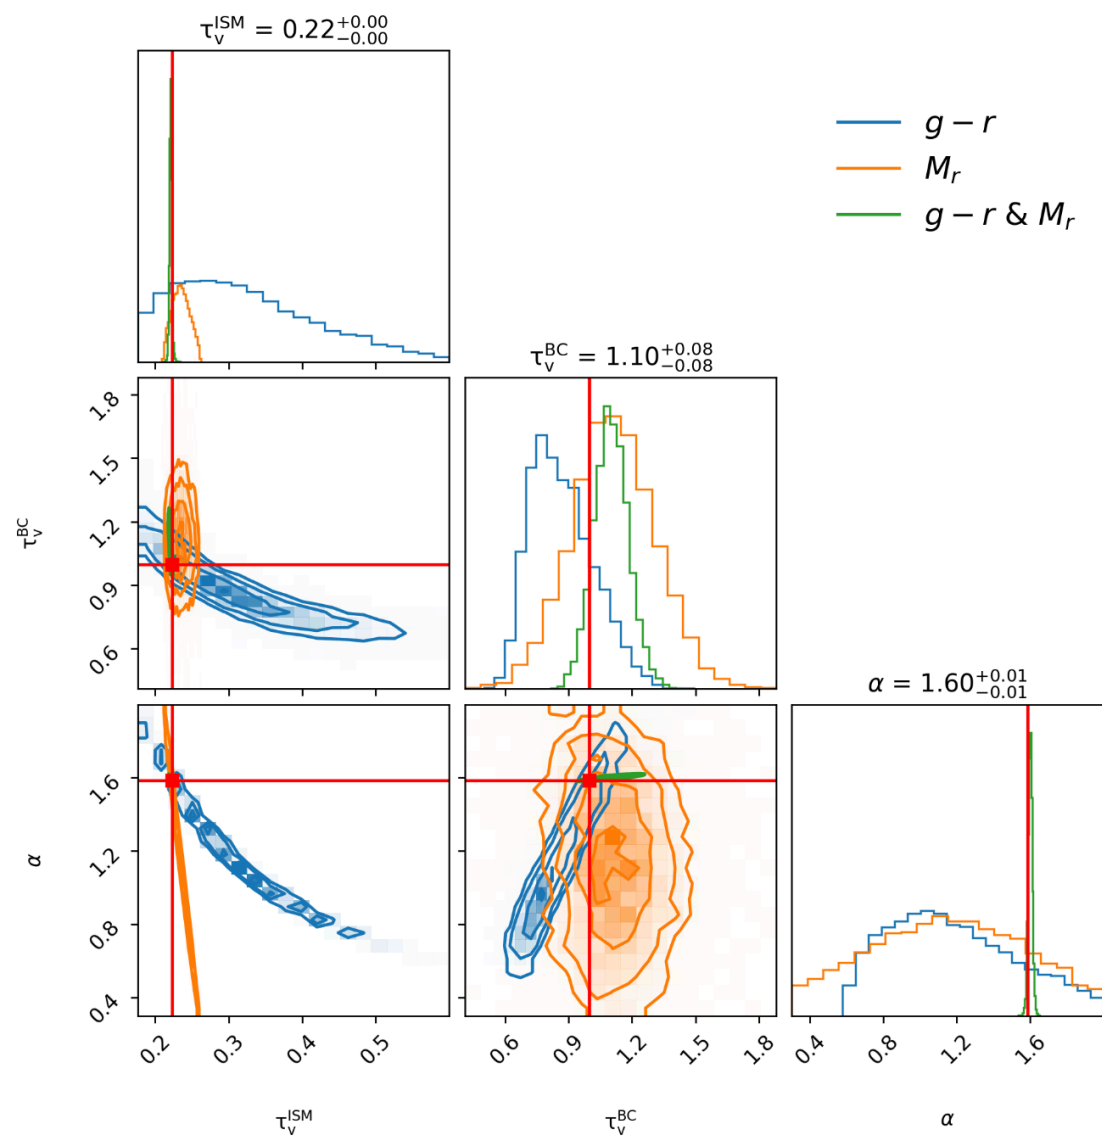 τ_v^ISM = 0.22^{+0.00}_{-0.00}
g − r
M_r
g − r & M_r
τ_v^BC = 1.10^{+0.08}_{-0.08}
1.8
1.5
1.2
0.9
0.6
τ_v^BC
α = 1.60^{+0.01}_{-0.01}
1.6
1.2
0.8
0.4
α
0.2 0.3 0.4 0.5
0.6 0.9 1.2 1.5 1.8
0.4 0.8 1.2 1.6
τ_v^ISM
τ_v^BC
α